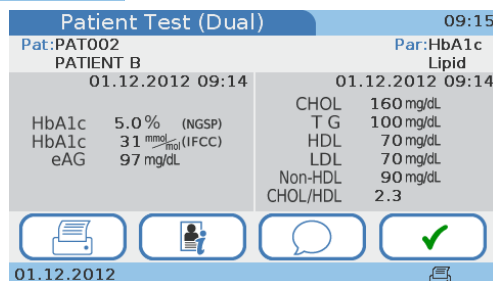 Patient Test (Dual) 09:15
Pat:PAT002 Par:HbA1c
PATIENT B Lipid
01.12.2012 09:14
HbA1c 5.0% (NGSP)
HbA1c 31 mmol/mol (IFCC)
eAG 97 mg/dL
01.12.2012 09:14
CHOL 160 mg/dL
T G 100 mg/dL
HDL 70 mg/dL
LDL 70 mg/dL
Non-HDL 90 mg/dL
CHOL/HDL 2.3
01.12.2012